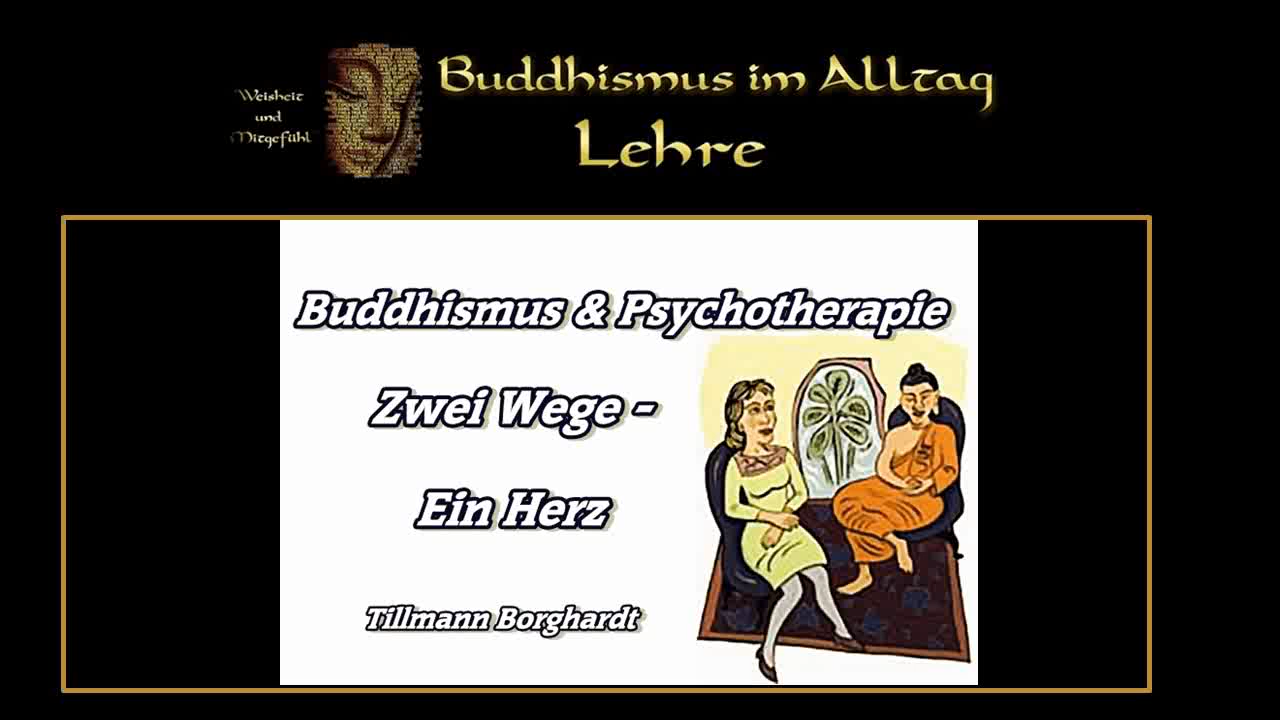 Weisheit
und
Mitgefühl
Buddhismus im Alltag
Lehre
Buddhismus & Psychotherapie
Zwei Wege -
Ein Herz
Tillmann Borghardt